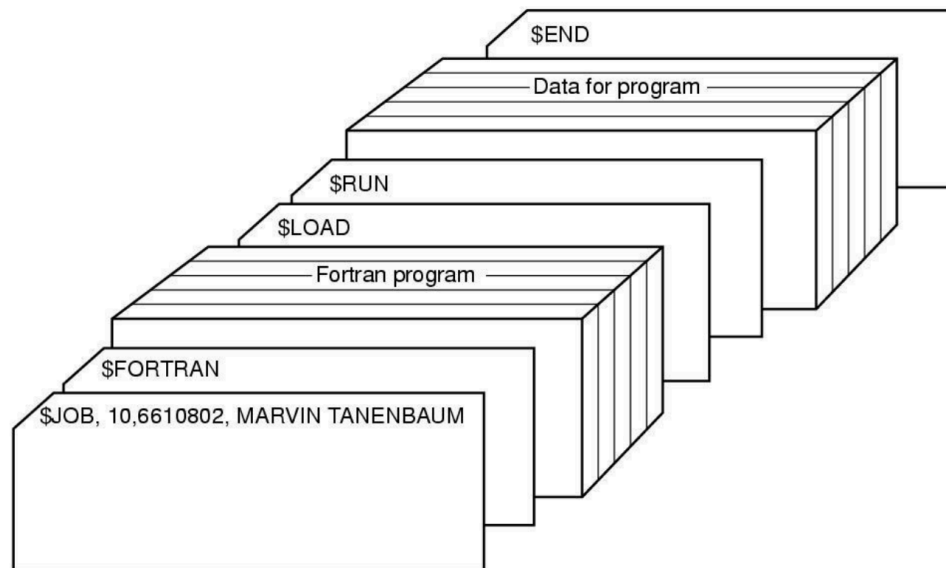 $END
Data for program
$RUN
$LOAD
Fortran program
$FORTRAN
$JOB, 10,6610802, MARVIN TANENBAUM